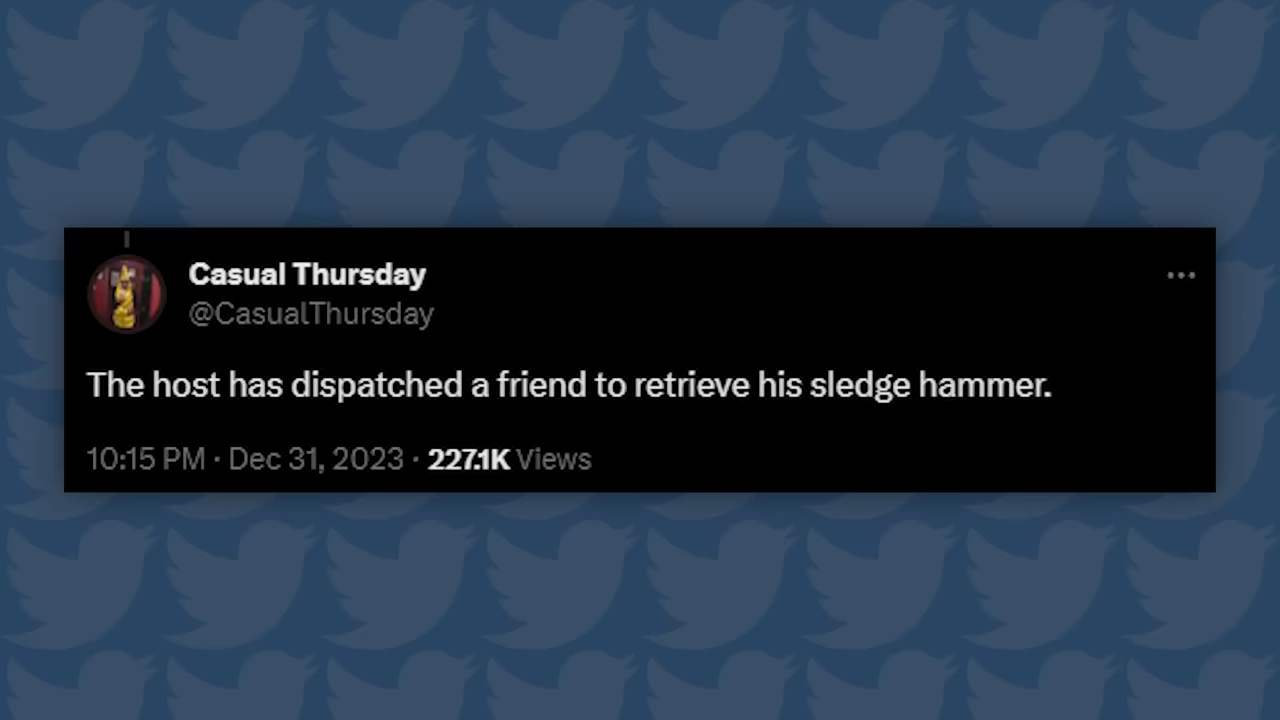 Casual Thursday
@CasualThursday
The host has dispatched a friend to retrieve his sledge hammer.
10:15 PM · Dec 31, 2023 · 227.1K Views